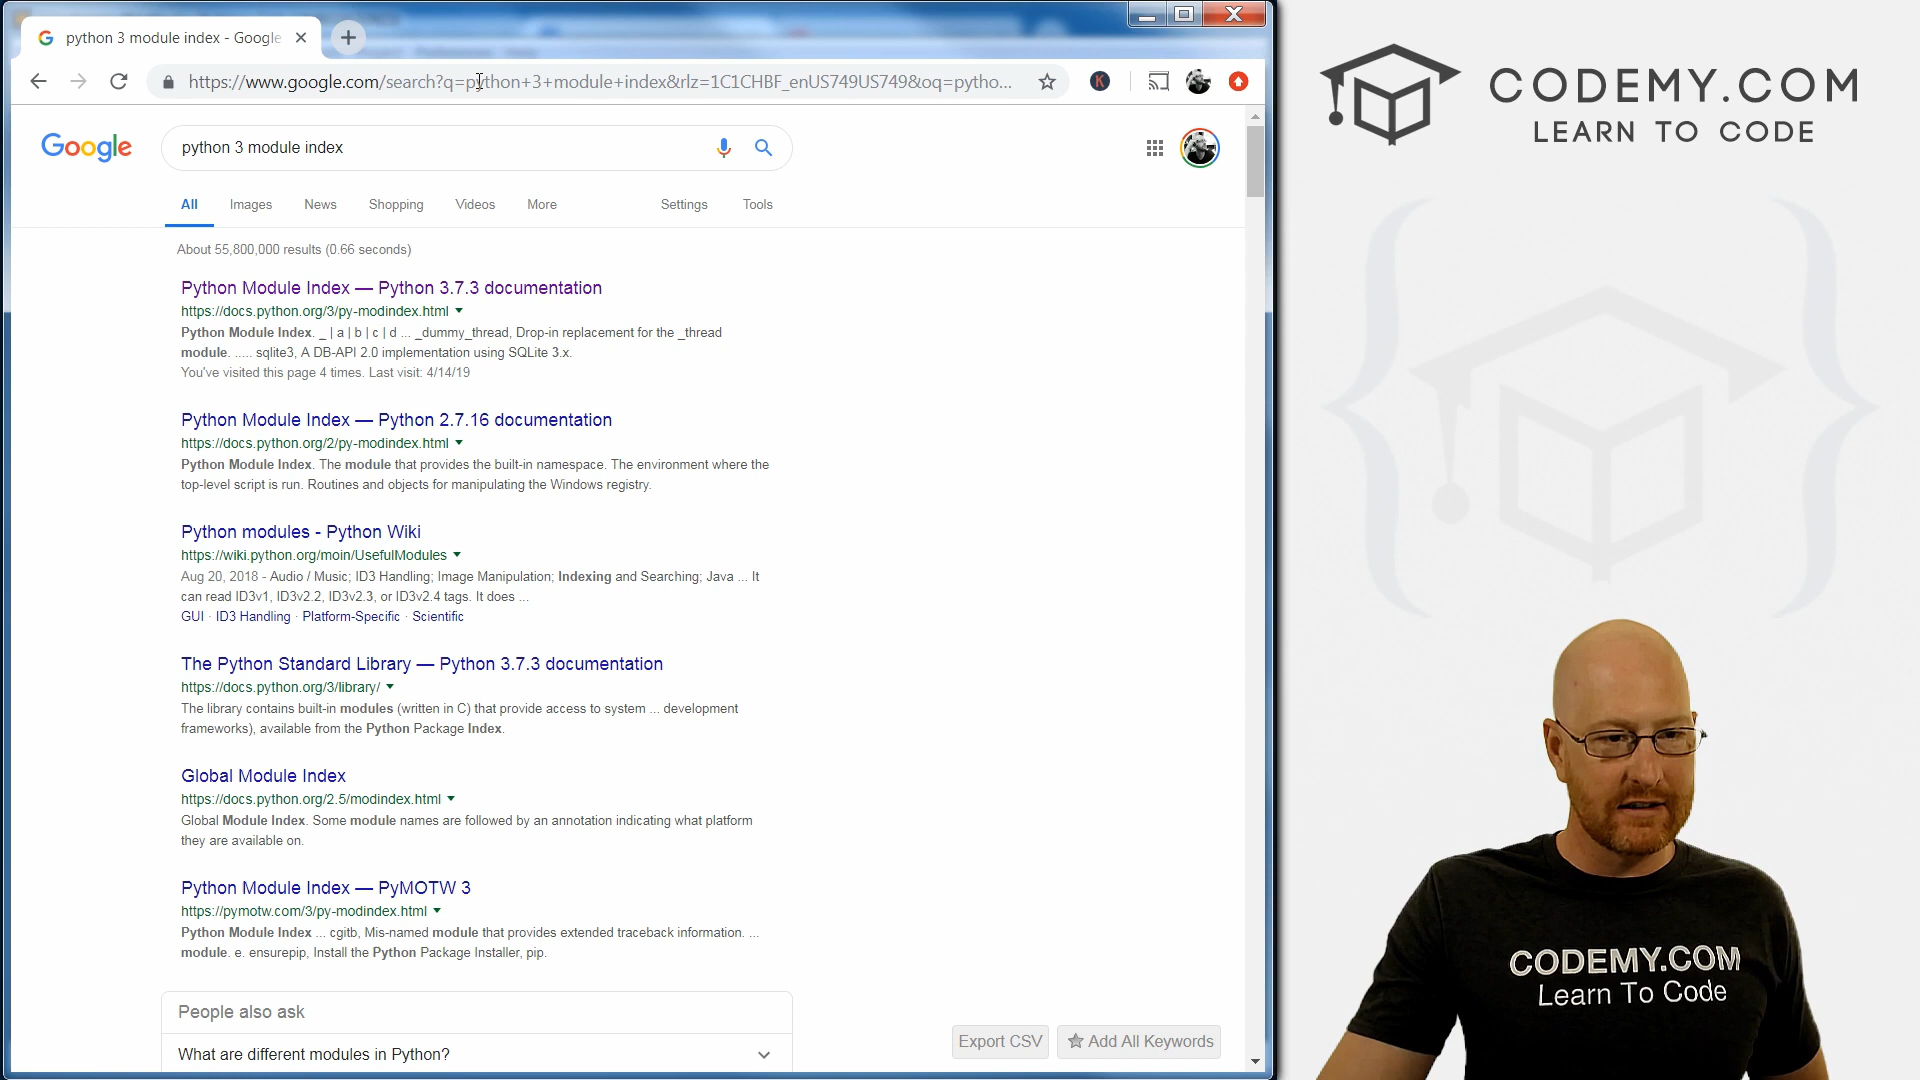 python 3 module index - Google
https://www.google.com/search?q=python+3+module+index&rlz=1C1CHBF_enUS749US749&oq=pytho...
K
Google
python 3 module index
All
Images
News
Shopping
Videos
More
Settings
Tools
About 55,800,000 results (0.66 seconds)
Python Module Index — Python 3.7.3 documentation
https://docs.python.org/3/py-modindex.html
Python Module Index. _ | a | b | c | d ... _dummy_thread, Drop-in replacement for the _thread
module. ..... sqlite3, A DB-API 2.0 implementation using SQLite 3.x.
You've visited this page 4 times. Last visit: 4/14/19
Python Module Index — Python 2.7.16 documentation
https://docs.python.org/2/py-modindex.html
Python Module Index. The module that provides the built-in namespace. The environment where the
top-level script is run. Routines and objects for manipulating the Windows registry.
Python modules - Python Wiki
https://wiki.python.org/moin/UsefulModules
Aug 20, 2018 - Audio / Music; ID3 Handling; Image Manipulation; Indexing and Searching; Java ... It
can read ID3v1, ID3v2.2, ID3v2.3, or ID3v2.4 tags. It does ...
GUI · ID3 Handling · Platform-Specific · Scientific
The Python Standard Library — Python 3.7.3 documentation
https://docs.python.org/3/library/
The library contains built-in modules (written in C) that provide access to system ... development
frameworks), available from the Python Package Index.
Global Module Index
https://docs.python.org/2.5/modindex.html
Global Module Index. Some module names are followed by an annotation indicating what platform
they are available on.
Python Module Index — PyMOTW 3
https://pymotw.com/3/py-modindex.html
Python Module Index ... cgitb, Mis-named module that provides extended traceback information. ...
module. e. ensurepip, Install the Python Package Installer, pip.
People also ask
What are different modules in Python?
Export CSV
Add All Keywords
CODEMY.COM
LEARN TO CODE
CODEMY.COM
Learn To Code